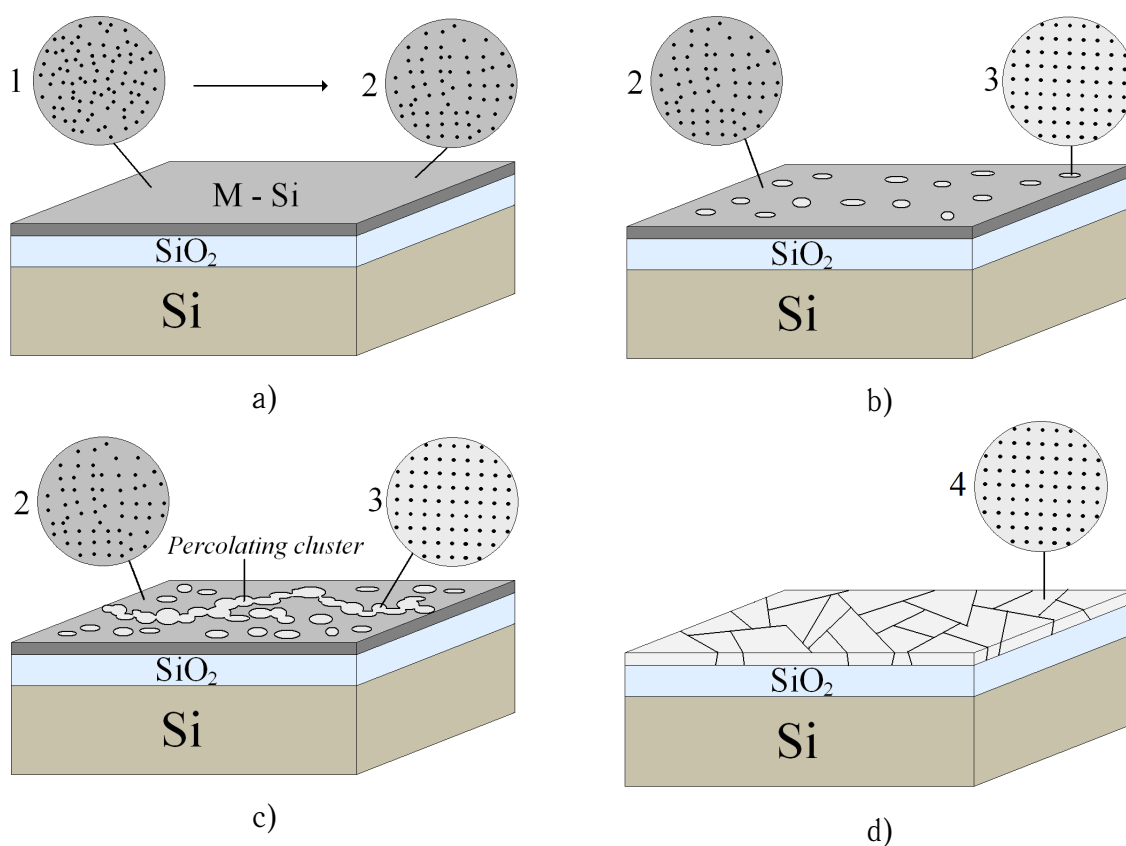 1
2
M - Si
SiO2
Si
a)
2
3
SiO2
Si
b)
2
3
Percolating cluster
SiO2
Si
c)
4
SiO2
Si
d)